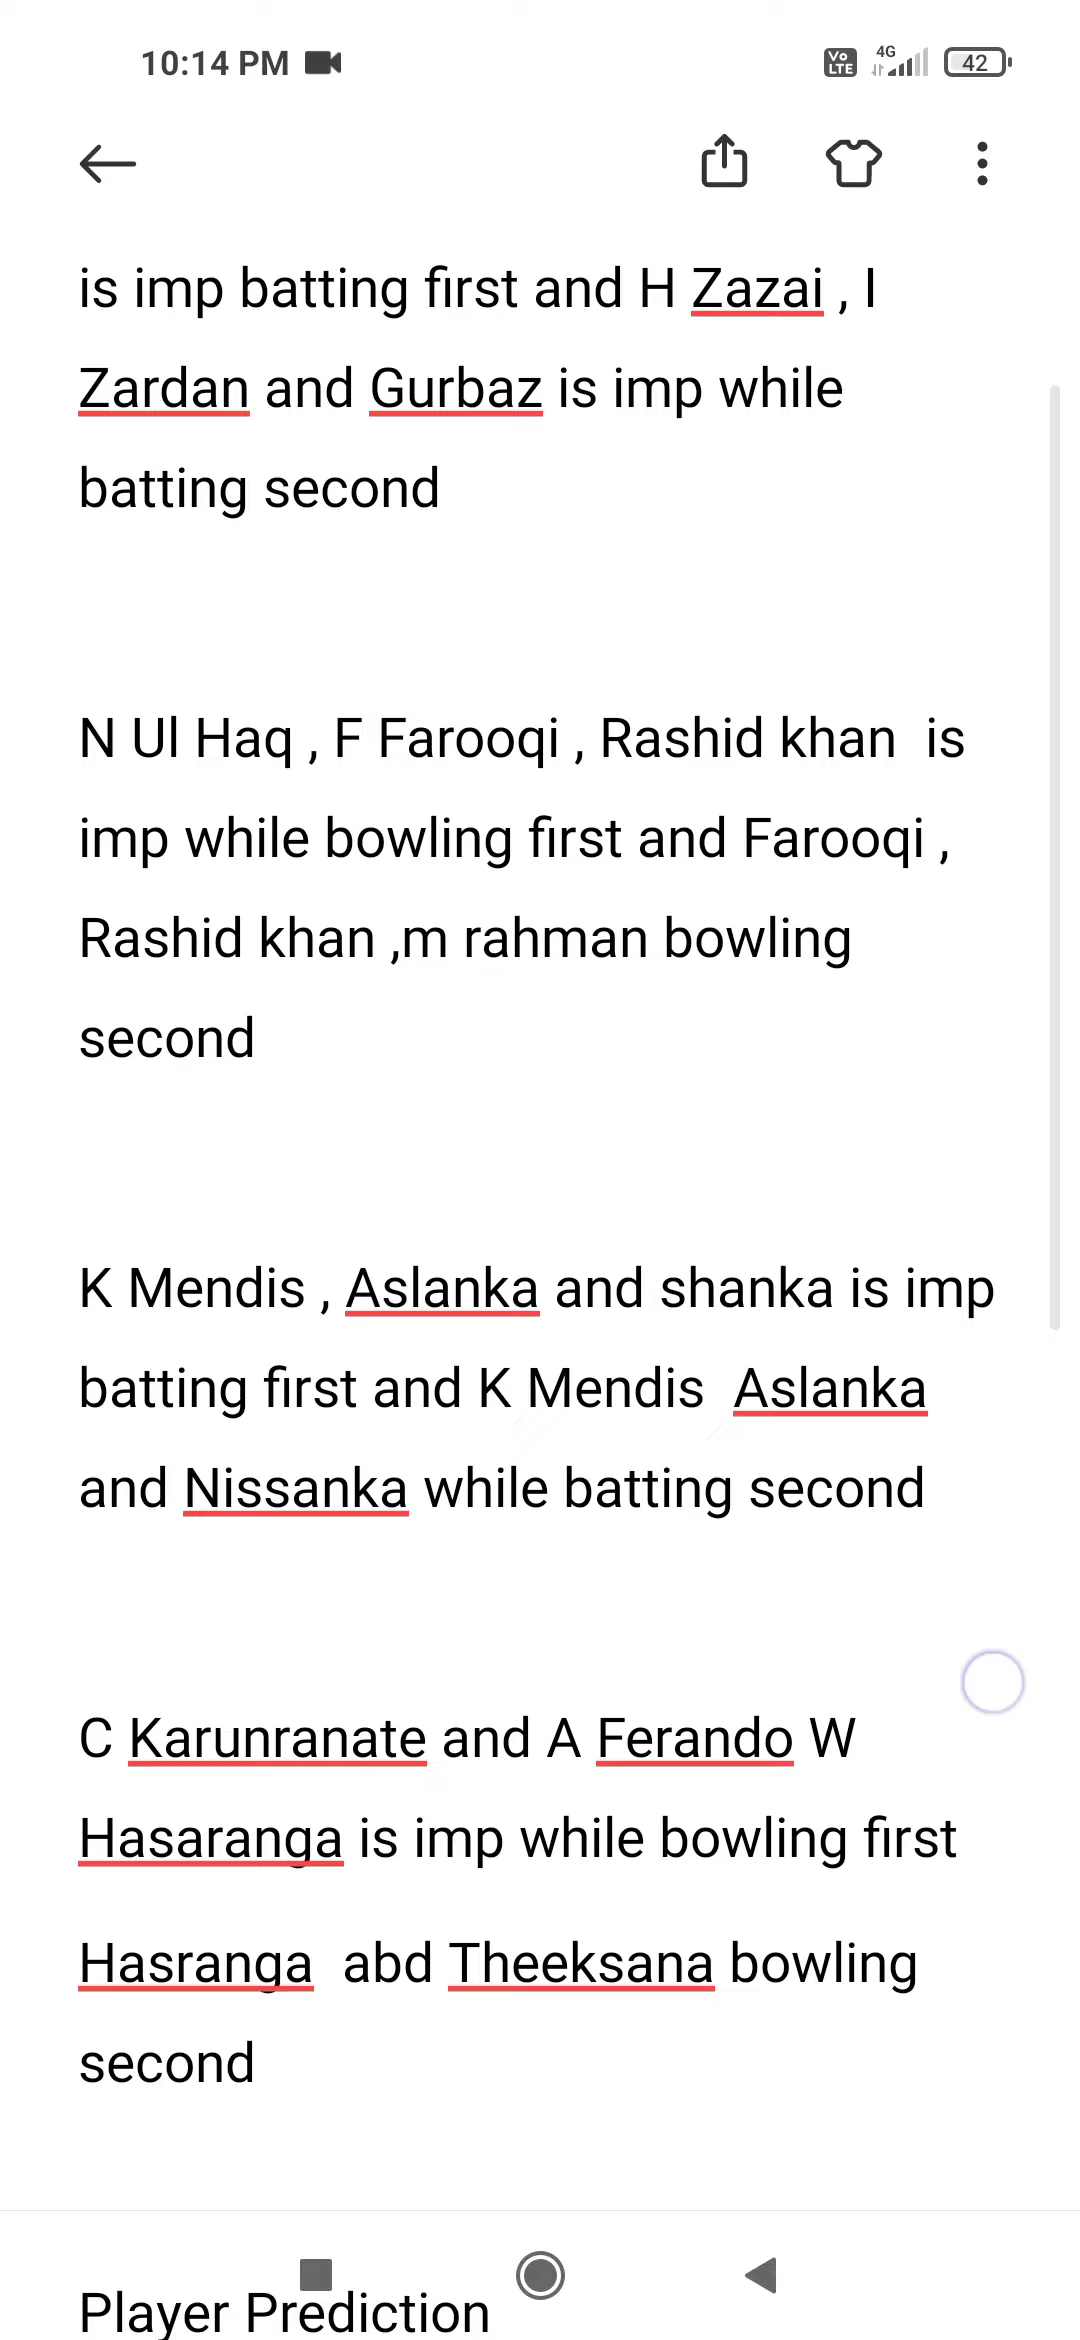 10:14 PM
Vo LTE 4G 42
is imp batting first and H Zazai , I
Zardan and Gurbaz is imp while
batting second
N Ul Haq , F Farooqi , Rashid khan  is
imp while bowling first and Farooqi ,
Rashid khan ,m rahman bowling
second
K Mendis , Aslanka and shanka is imp
batting first and K Mendis  Aslanka
and Nissanka while batting second
C Karunranate and A Ferando W
Hasaranga is imp while bowling first
Hasranga  abd Theeksana bowling
second
Player Prediction